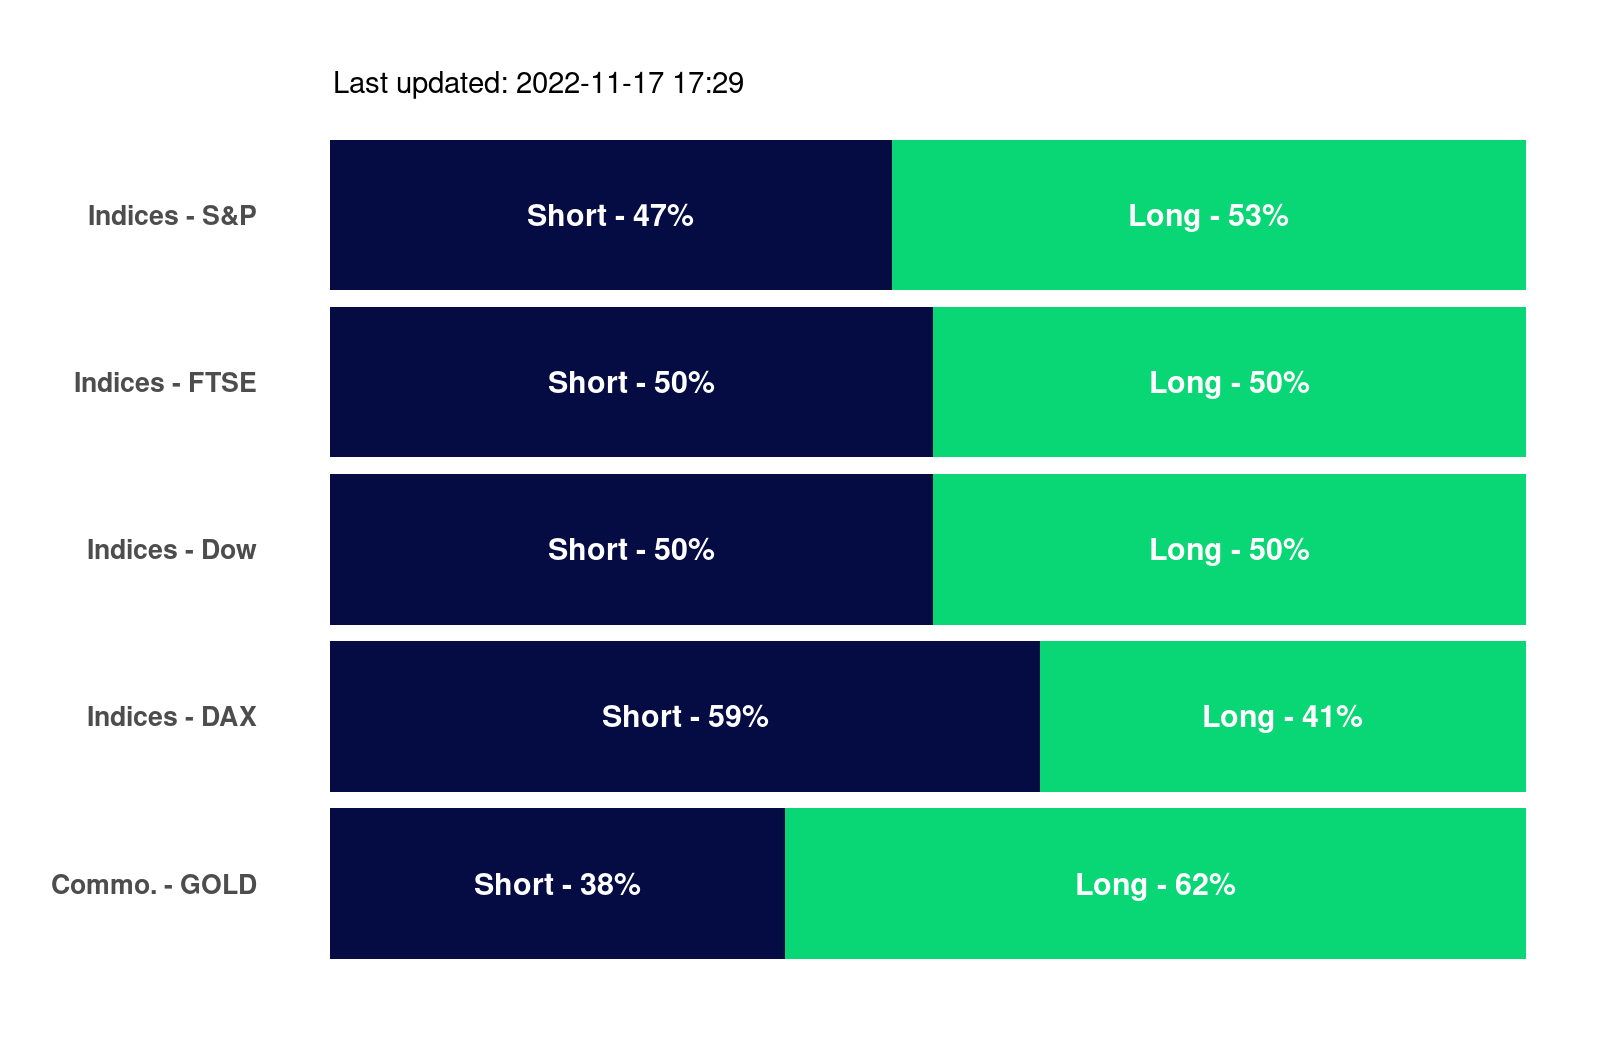 Last updated: 2022-11-17 17:29
Indices - S&P Short - 47% Long - 53%
Indices - FTSE Short - 50% Long - 50%
Indices - Dow Short - 50% Long - 50%
Indices - DAX Short - 59% Long - 41%
Commo. - GOLD Short - 38% Long - 62%